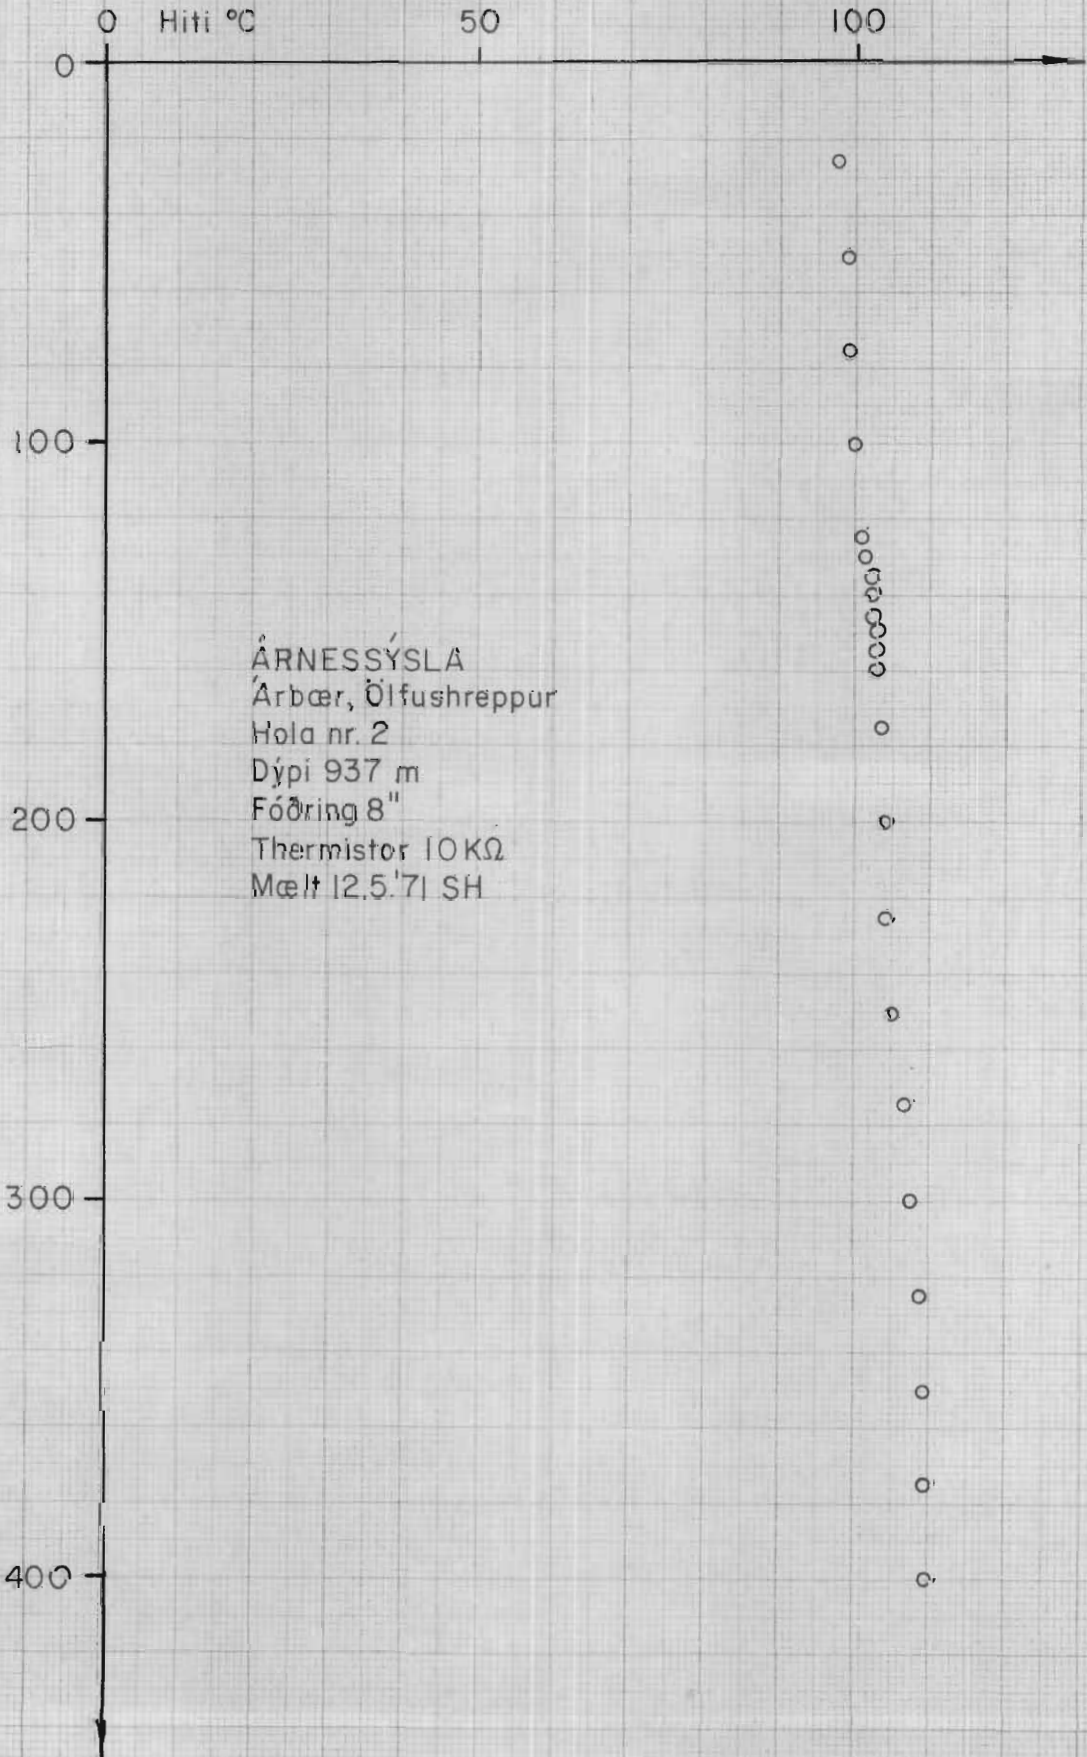 0 Hiti °C 50 100
0
100
ÁRNESSÝSLA
Árbær, Ölfushreppur
Hola nr. 2
Dýpi 937 m
Fóðring 8"
200
Thermistor 10 KΩ
Mælt 12.5.'71 SH
300
400